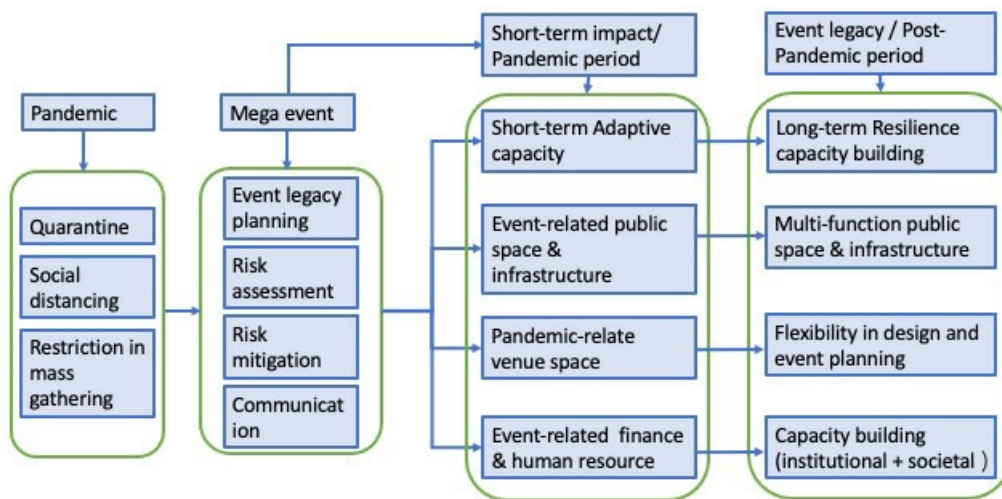 Pandemic
Quarantine
Social
distancing
Restriction in
mass
gathering
Mega event
Event legacy
planning
Risk
assessment
Risk
mitigation
Communicat
ion
Short-term impact/
Pandemic period
Short-term Adaptive
capacity
Event-related public
space &
infrastructure
Pandemic-relate
venue space
Event-related finance
& human resource
Event legacy / Post-
Pandemic period
Long-term Resilience
capacity building
Multi-function public
space & infrastructure
Flexibility in design and
event planning
Capacity building
(institutional + societal )